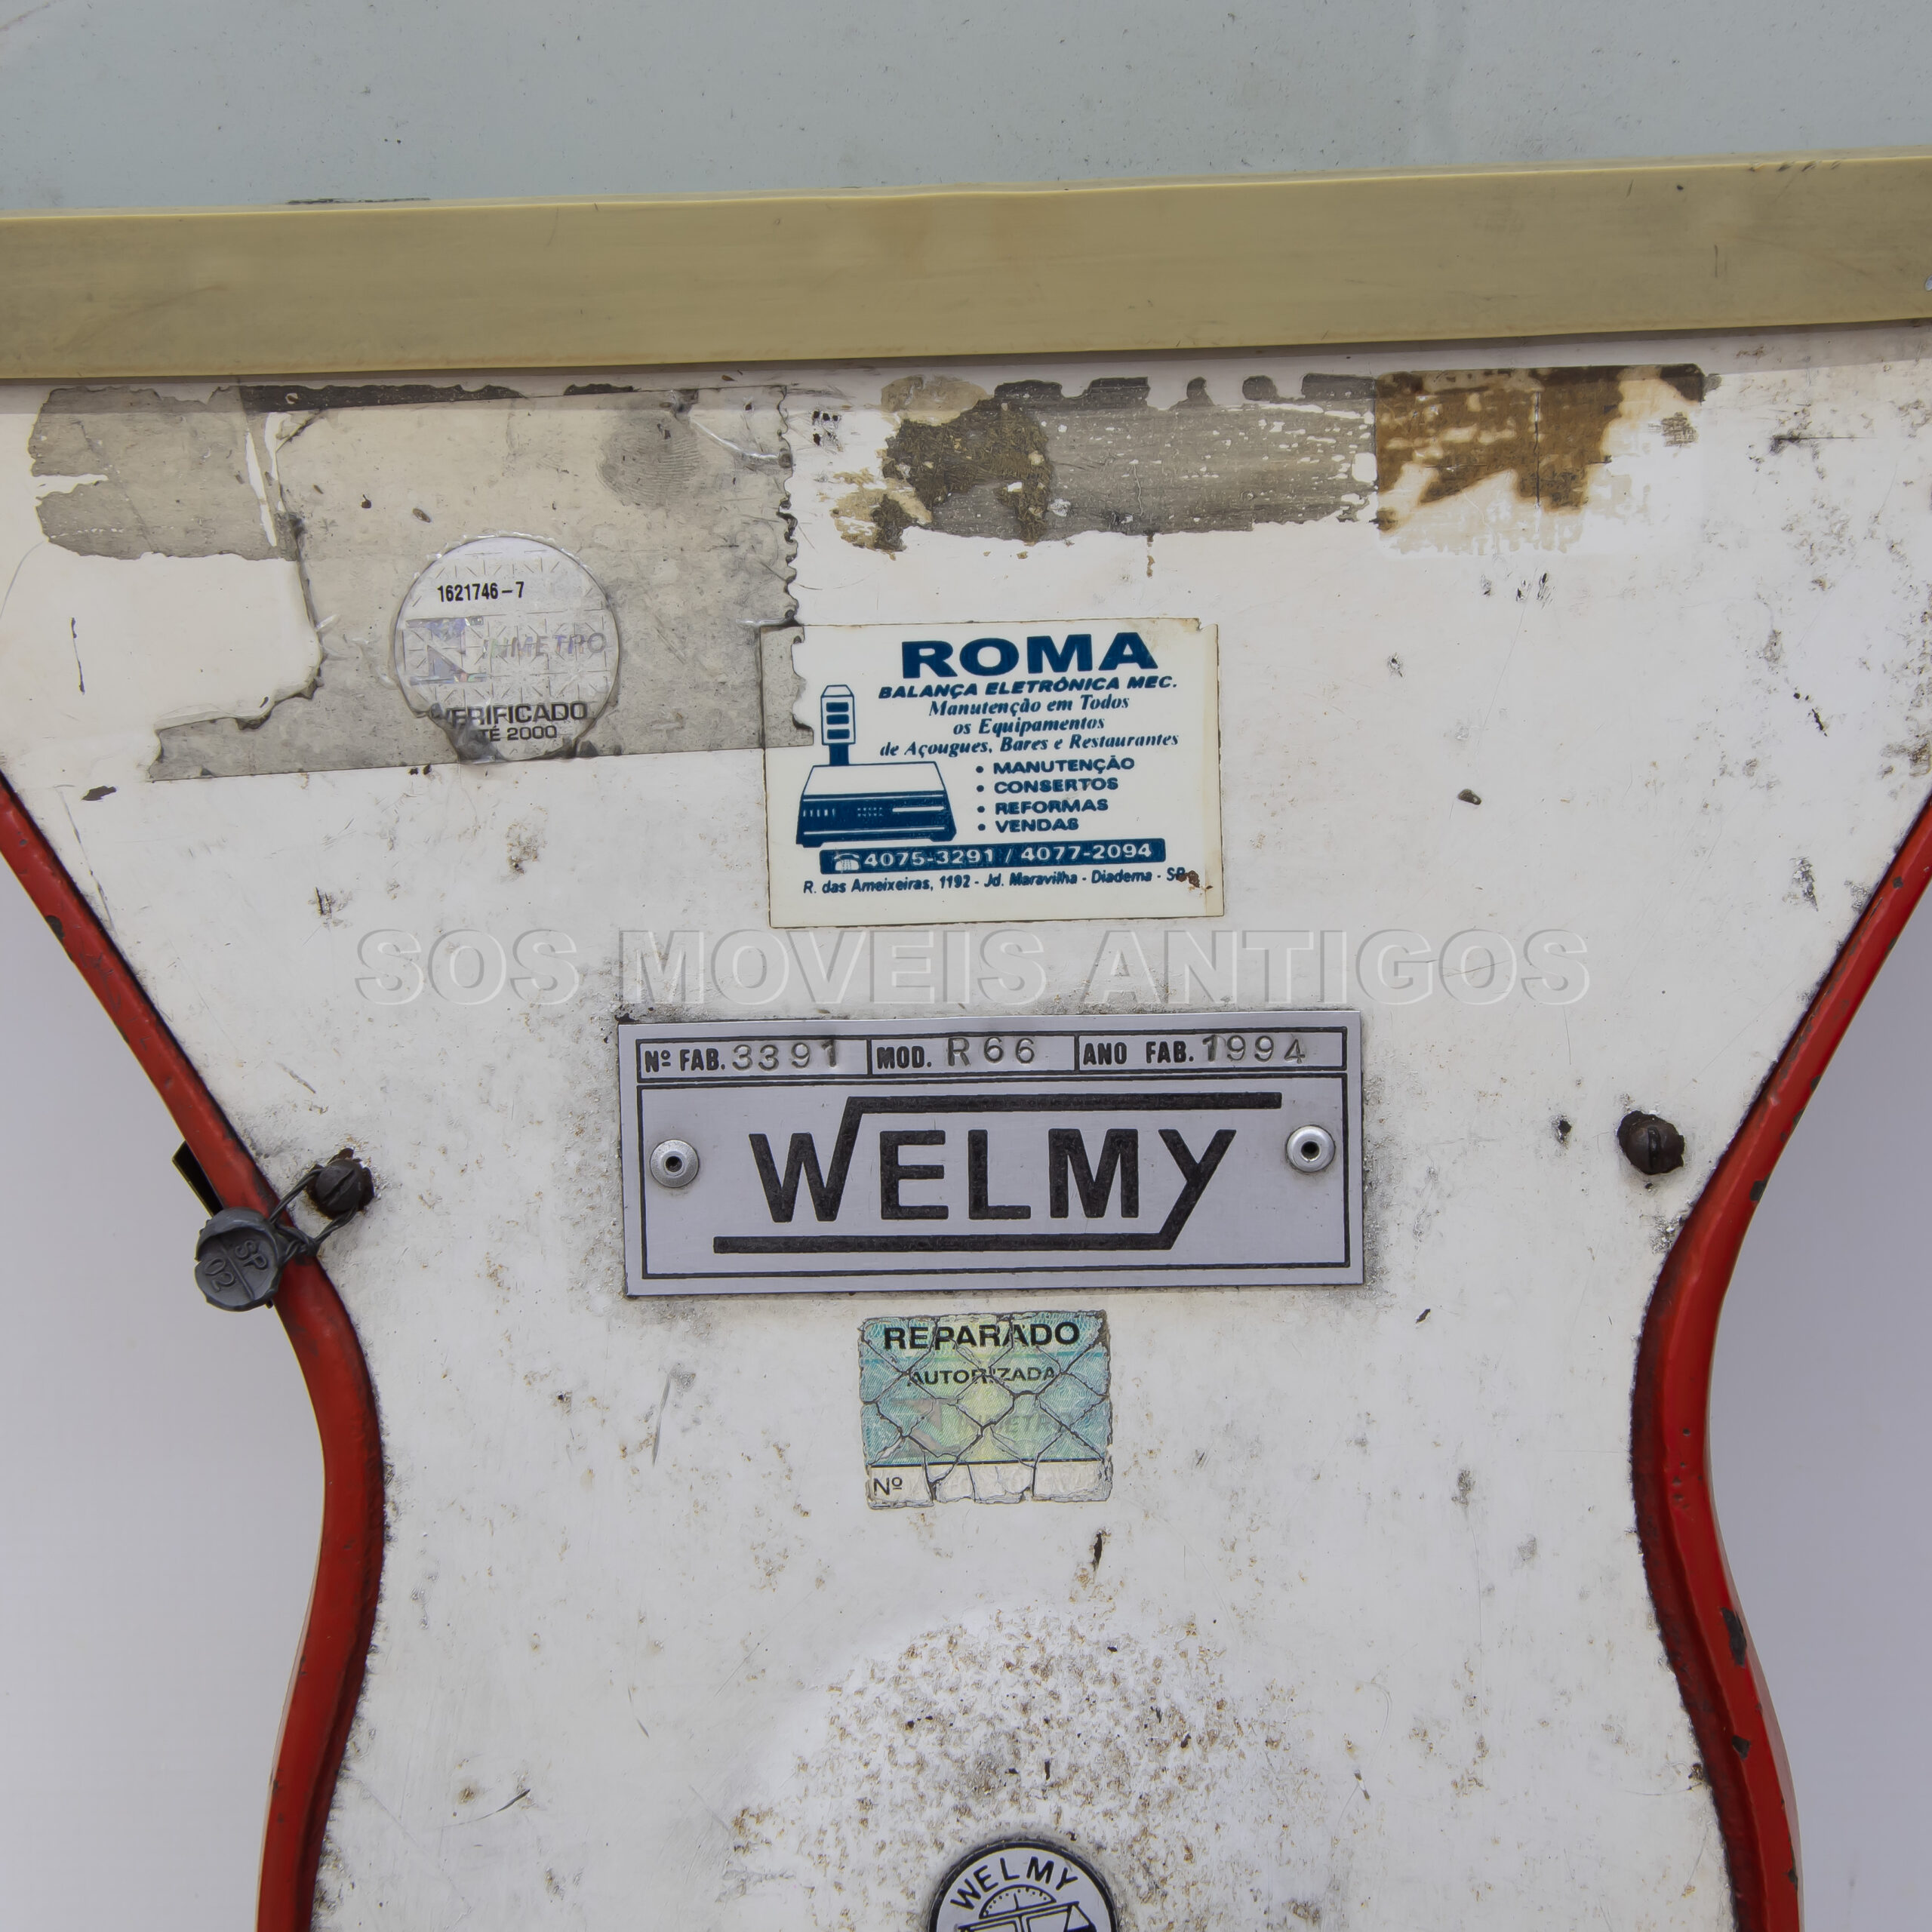 1621746-7
INMETRO
VERIFICADO
ATÉ 2000
ROMA
BALANÇA ELETRÔNICA MEC.
Manutenção em Todos
os Equipamentos
de Açougues, Bares e Restaurantes
• MANUTENÇÃO
• CONSERTOS
• REFORMAS
• VENDAS
4075-3291 / 4077-2094
R. das Ameixeiras, 1192 - Jd. Maravilha - Diadema - SP
SOS MOVEIS ANTIGOS
Nº FAB. 3391 MOD. R66 ANO FAB. 1994
WELMY
SP
02
REPARADO
AUTORIZADA
INMETRO
Nº
WELMY